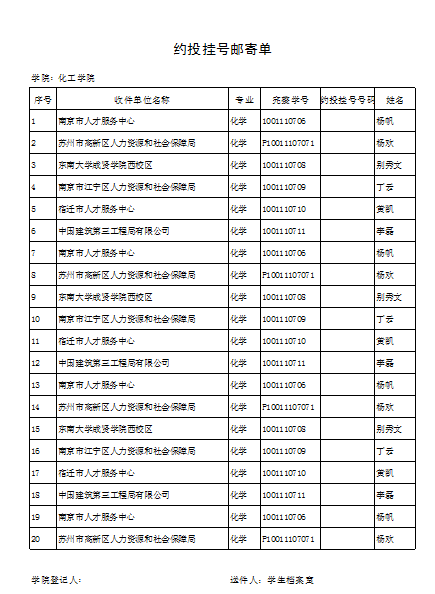 约投挂号邮寄单
学院：化工学院
序号 收件单位名称 专业 完整学号 约投挂号号码 姓名
1 南京市人才服务中心 化学 1001110706 杨帆
2 苏州市高新区人力资源和社会保障局 化学 P10011107071 杨欢
3 东南大学成贤学院西校区 化学 1001110708 别秀文
4 南京市江宁区人力资源和社会保障局 化学 1001110709 丁云
5 宿迁市人才服务中心 化学 1001110710 黄凯
6 中国建筑第三工程局有限公司 化学 1001110711 李磊
7 南京市人才服务中心 化学 1001110706 杨帆
8 苏州市高新区人力资源和社会保障局 化学 P10011107071 杨欢
9 东南大学成贤学院西校区 化学 1001110708 别秀文
10 南京市江宁区人力资源和社会保障局 化学 1001110709 丁云
11 宿迁市人才服务中心 化学 1001110710 黄凯
12 中国建筑第三工程局有限公司 化学 1001110711 李磊
13 南京市人才服务中心 化学 1001110706 杨帆
14 苏州市高新区人力资源和社会保障局 化学 P10011107071 杨欢
15 东南大学成贤学院西校区 化学 1001110708 别秀文
16 南京市江宁区人力资源和社会保障局 化学 1001110709 丁云
17 宿迁市人才服务中心 化学 1001110710 黄凯
18 中国建筑第三工程局有限公司 化学 1001110711 李磊
19 南京市人才服务中心 化学 1001110706 杨帆
20 苏州市高新区人力资源和社会保障局 化学 P10011107071 杨欢
学院登记人： 递件人：学生档案室